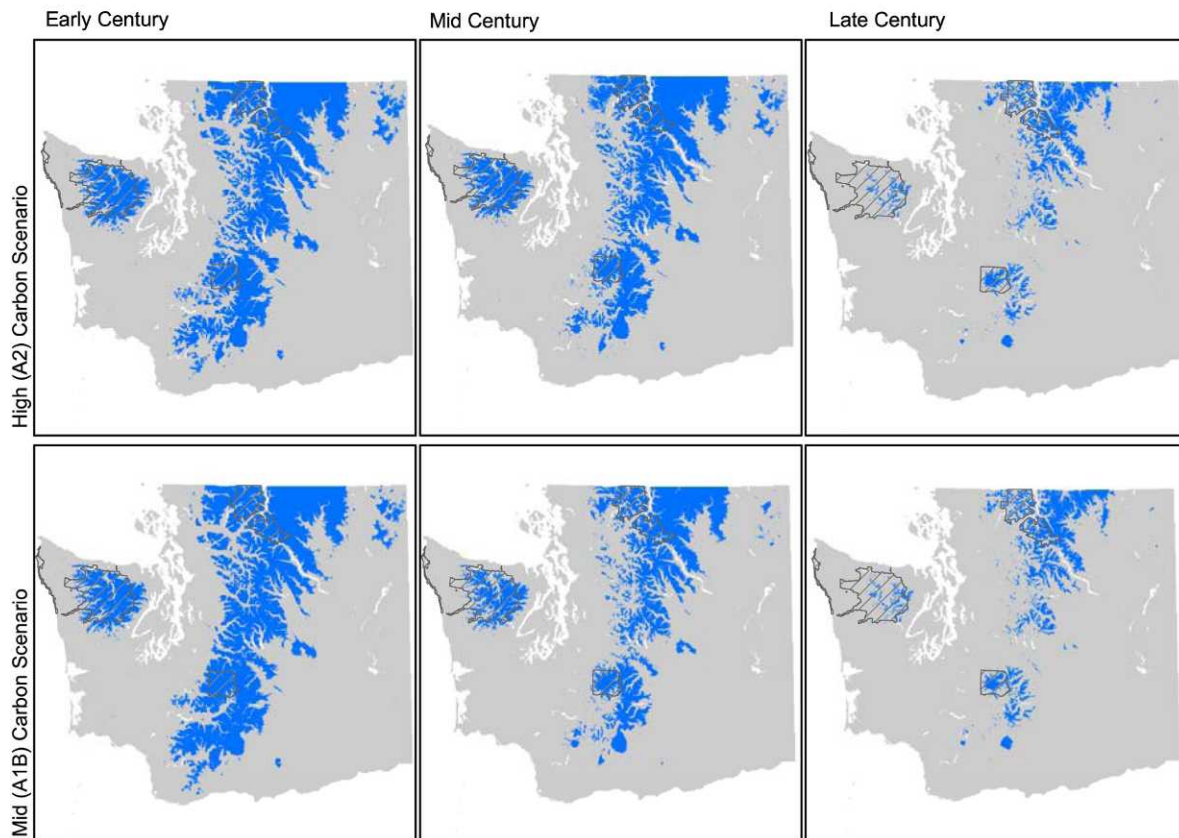 Early Century
Mid Century
Late Century
High (A2) Carbon Scenario
Mid (A1B) Carbon Scenario